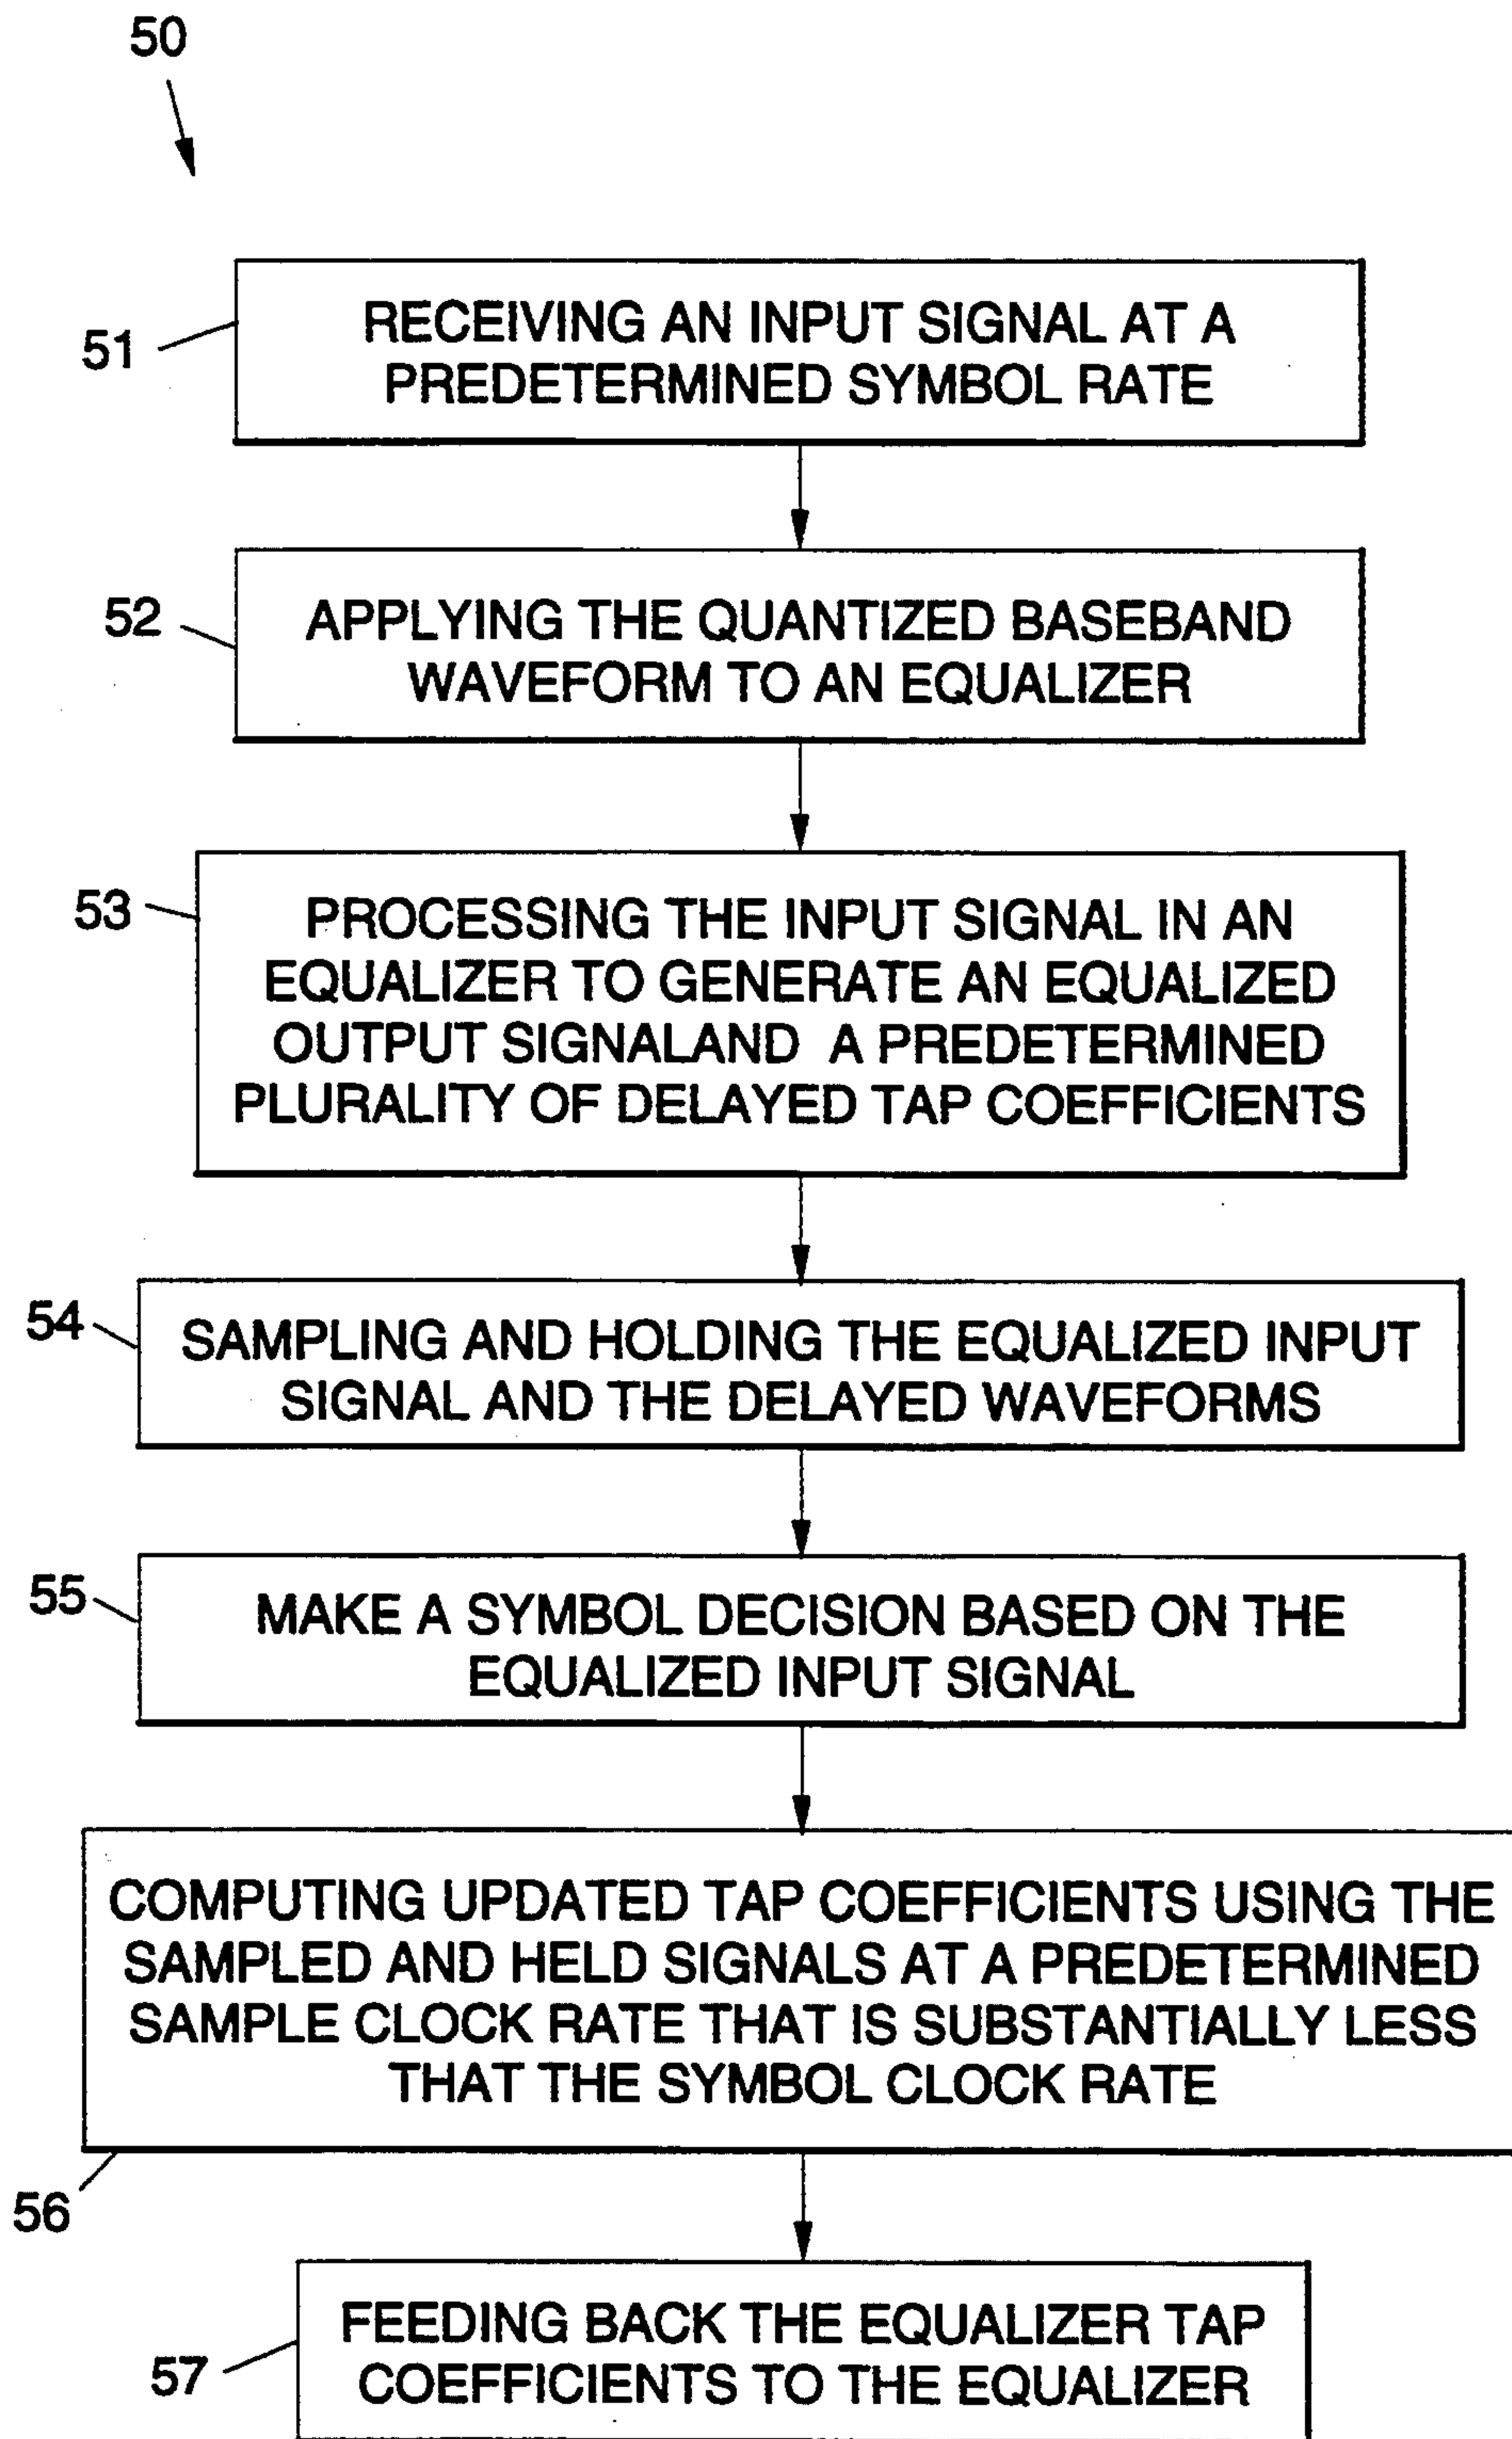 50
51
RECEIVING AN INPUT SIGNAL AT A
PREDETERMINED SYMBOL RATE
52
APPLYING THE QUANTIZED BASEBAND
WAVEFORM TO AN EQUALIZER
53
PROCESSING THE INPUT SIGNAL IN AN
EQUALIZER TO GENERATE AN EQUALIZED
OUTPUT SIGNALAND A PREDETERMINED
PLURALITY OF DELAYED TAP COEFFICIENTS
54
SAMPLING AND HOLDING THE EQUALIZED INPUT
SIGNAL AND THE DELAYED WAVEFORMS
55
MAKE A SYMBOL DECISION BASED ON THE
EQUALIZED INPUT SIGNAL
COMPUTING UPDATED TAP COEFFICIENTS USING THE
SAMPLED AND HELD SIGNALS AT A PREDETERMINED
SAMPLE CLOCK RATE THAT IS SUBSTANTIALLY LESS
THAT THE SYMBOL CLOCK RATE
56
FEEDING BACK THE EQUALIZER TAP
COEFFICIENTS TO THE EQUALIZER
57